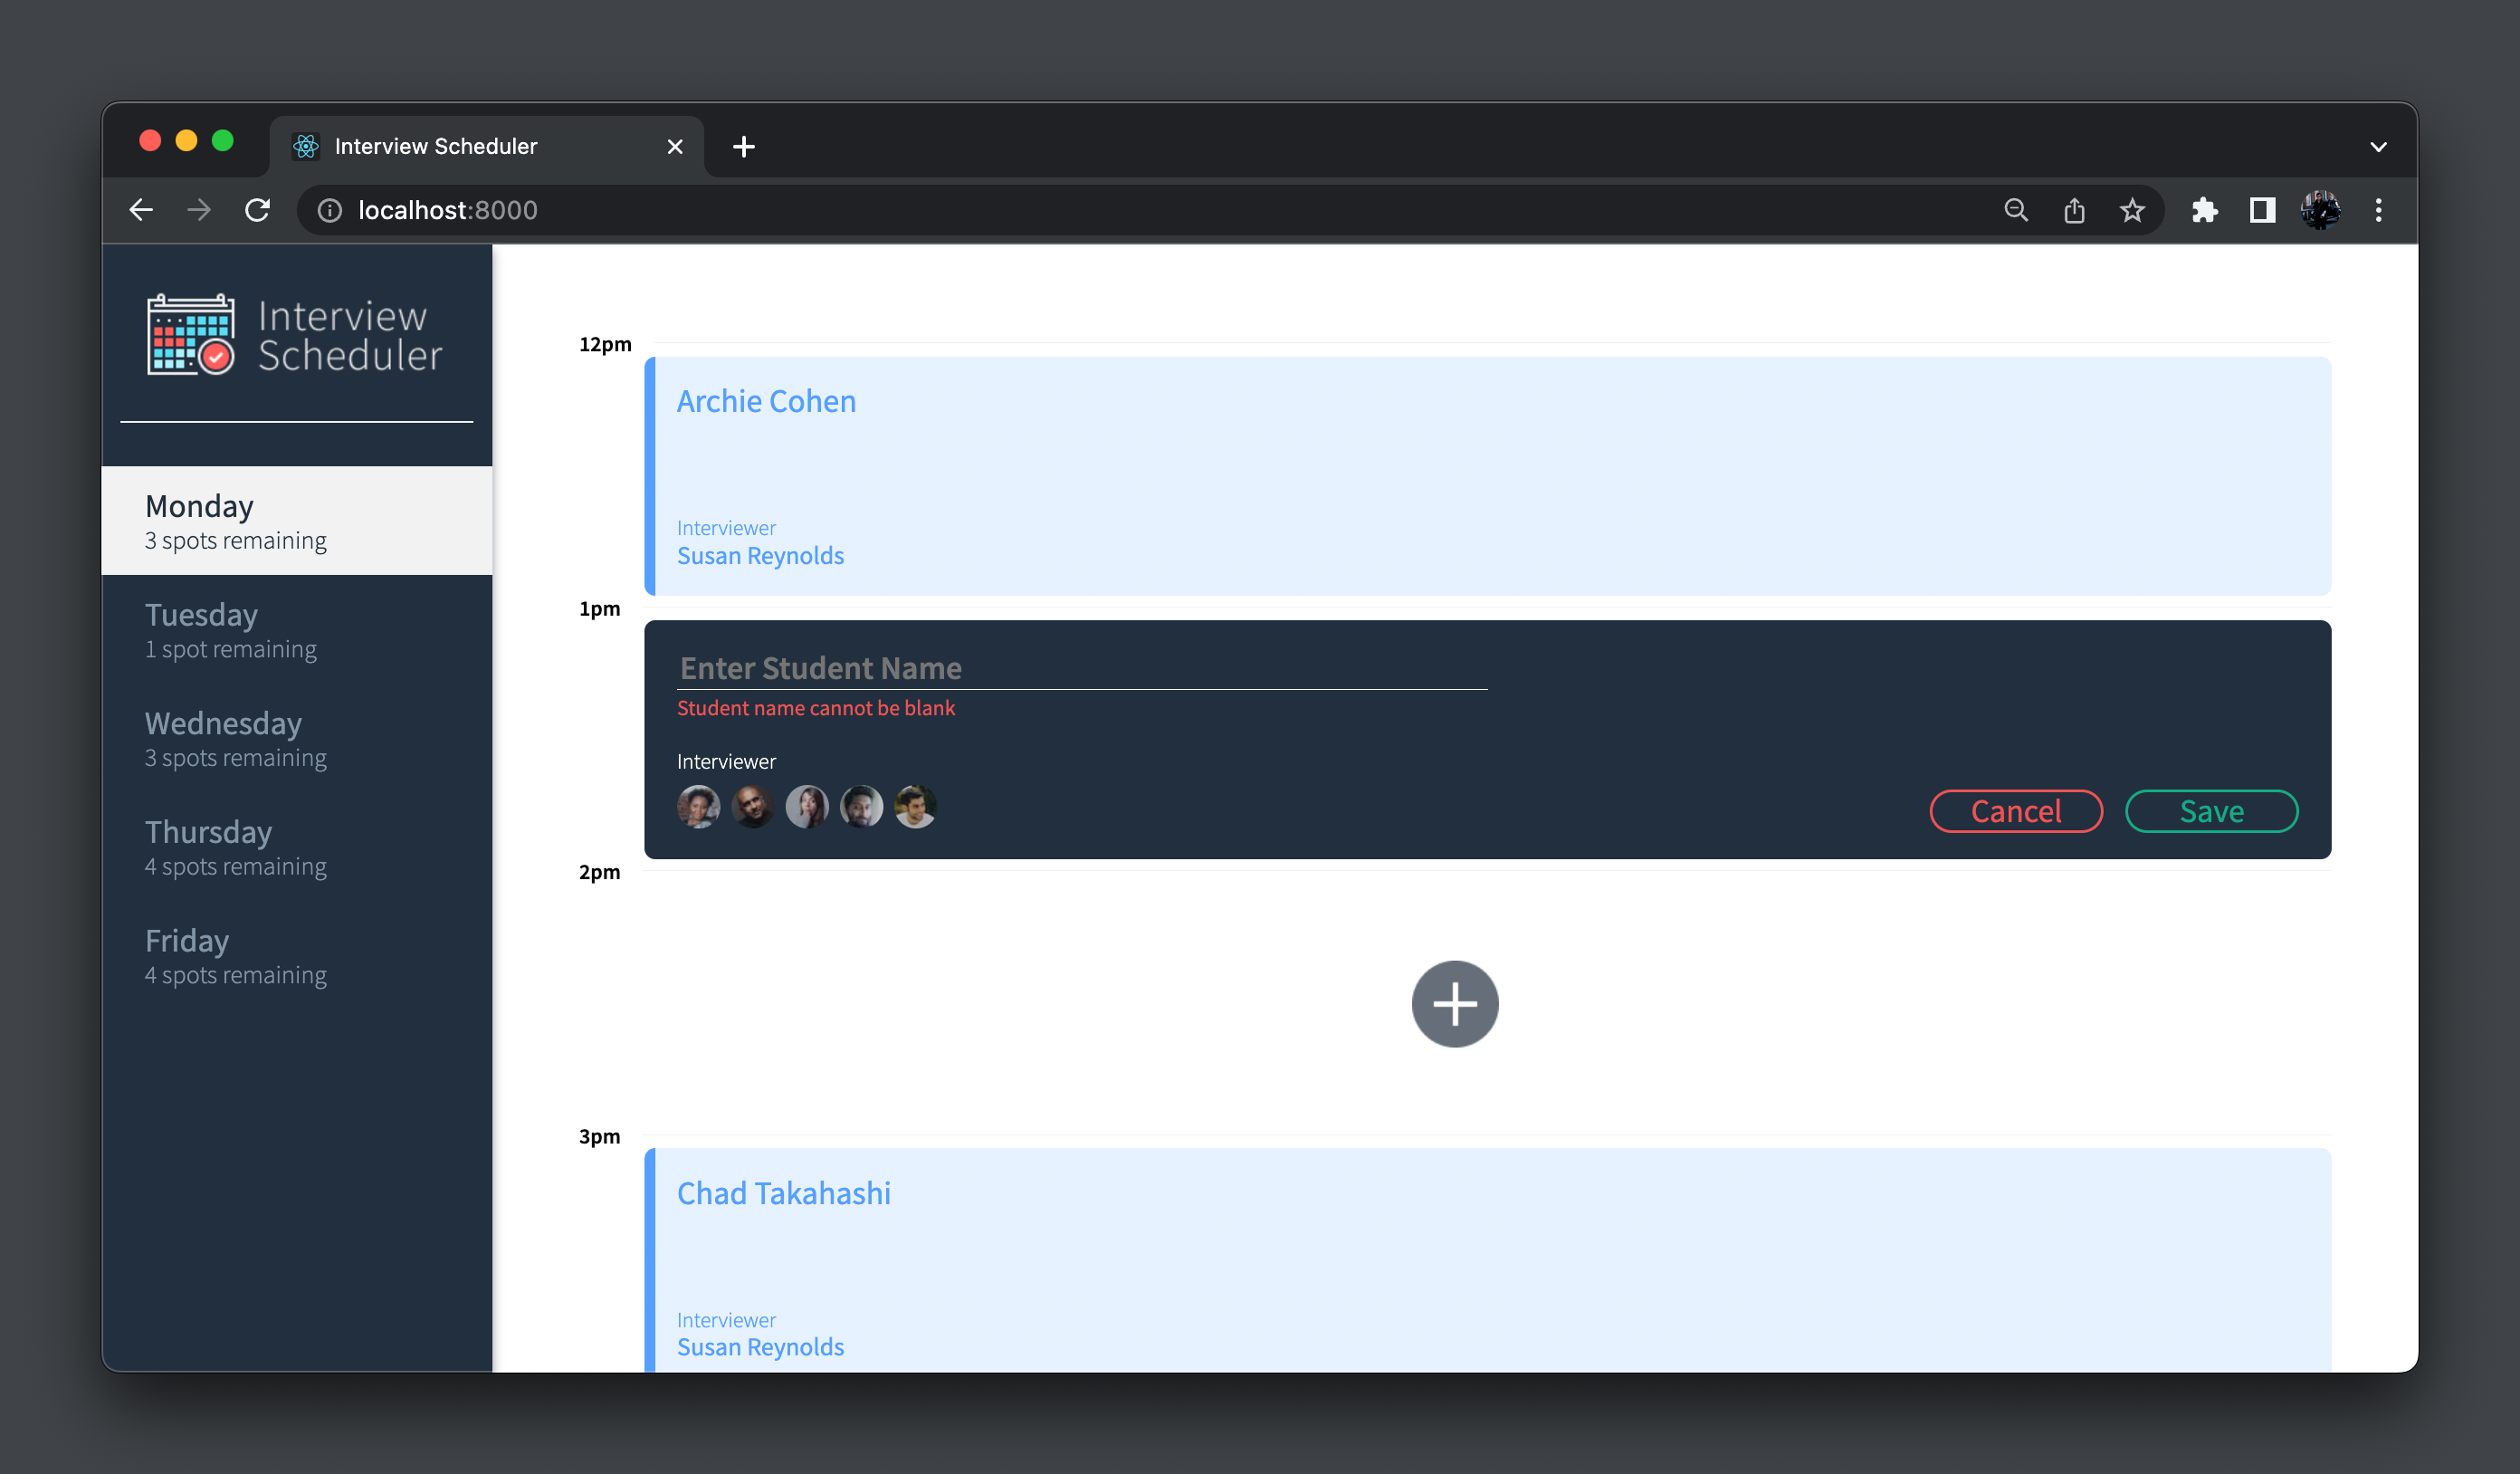 Interview Scheduler
localhost:8000
Interview
Scheduler
Monday
3 spots remaining
Tuesday
1 spot remaining
Wednesday
3 spots remaining
Thursday
4 spots remaining
Friday
4 spots remaining
12pm
Archie Cohen
Interviewer
Susan Reynolds
1pm
Enter Student Name
Student name cannot be blank
Interviewer
Cancel
Save
2pm
3pm
Chad Takahashi
Interviewer
Susan Reynolds